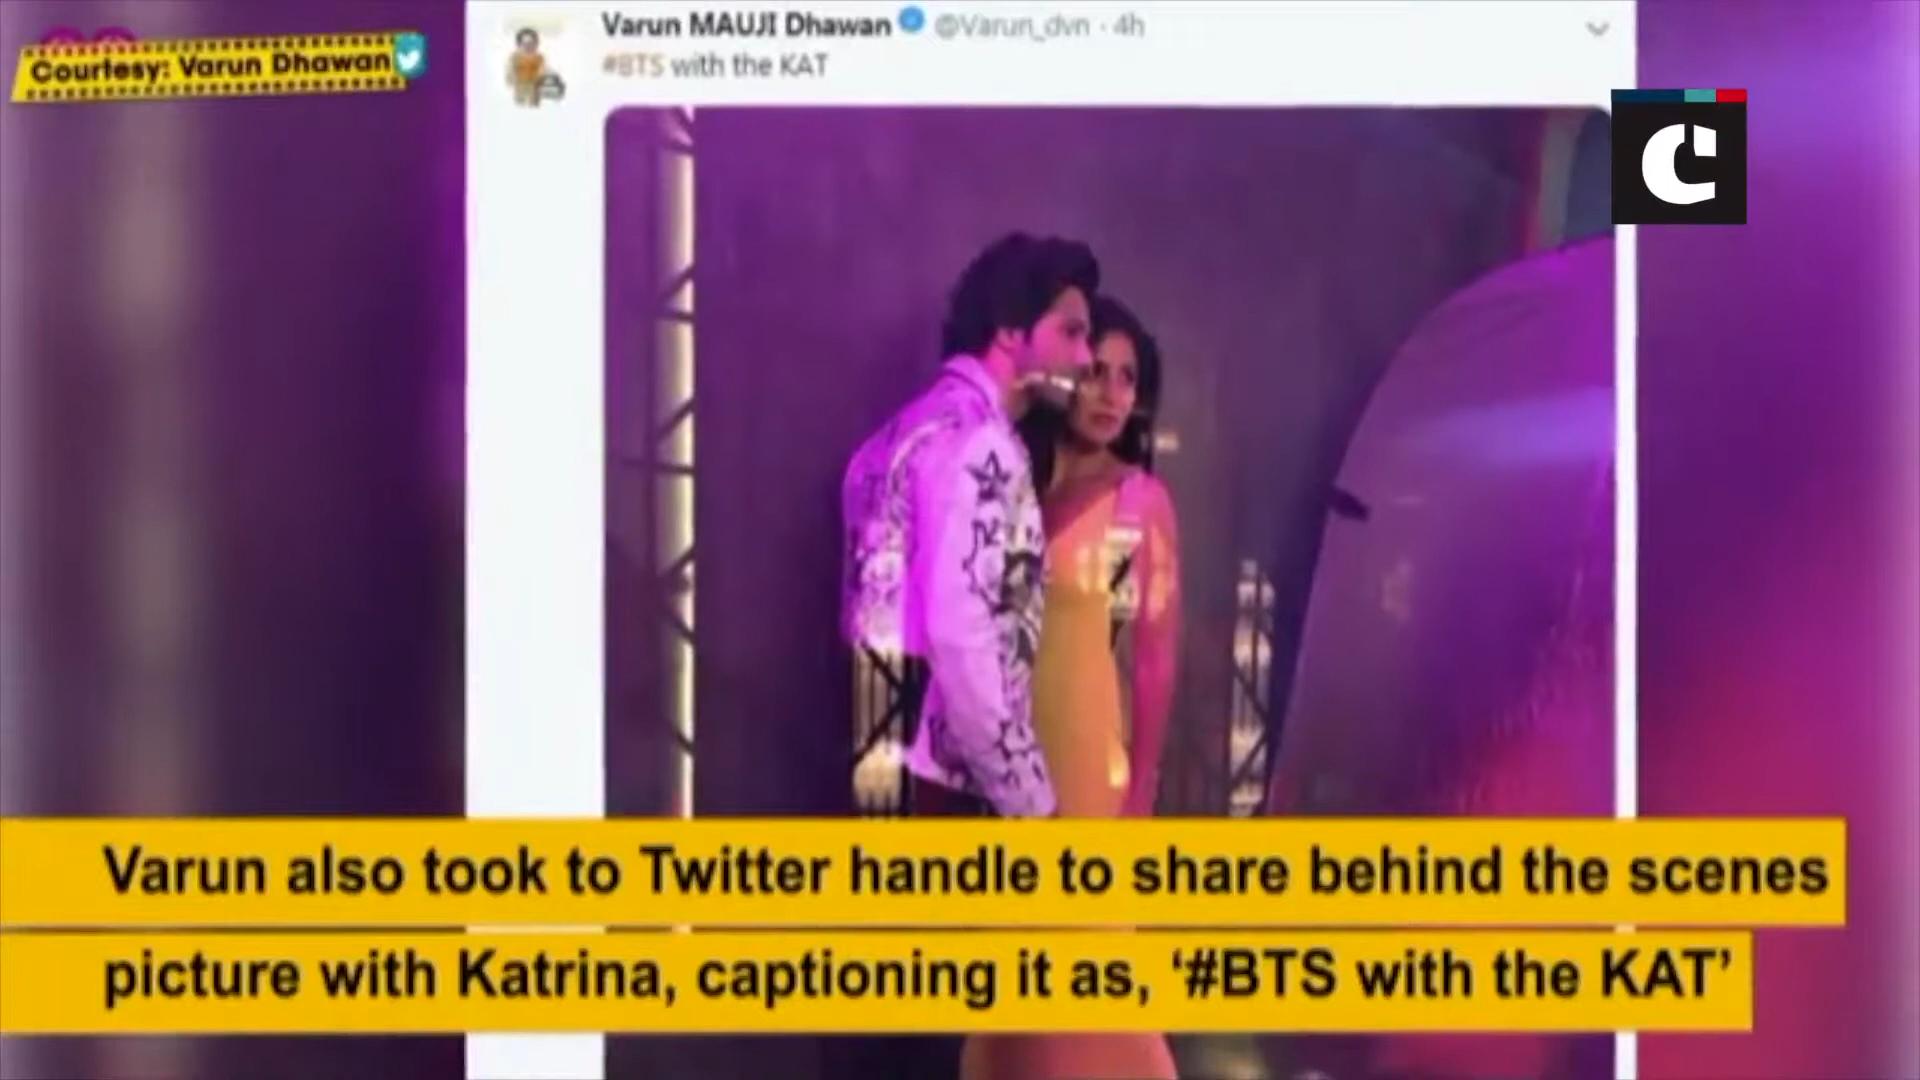 Courtesy: Varun Dhawan
Varun MAUJI Dhawan @Varun_dvn · 4h
#BTS with the KAT
C
Varun also took to Twitter handle to share behind the scenes
picture with Katrina, captioning it as, ‘#BTS with the KAT’